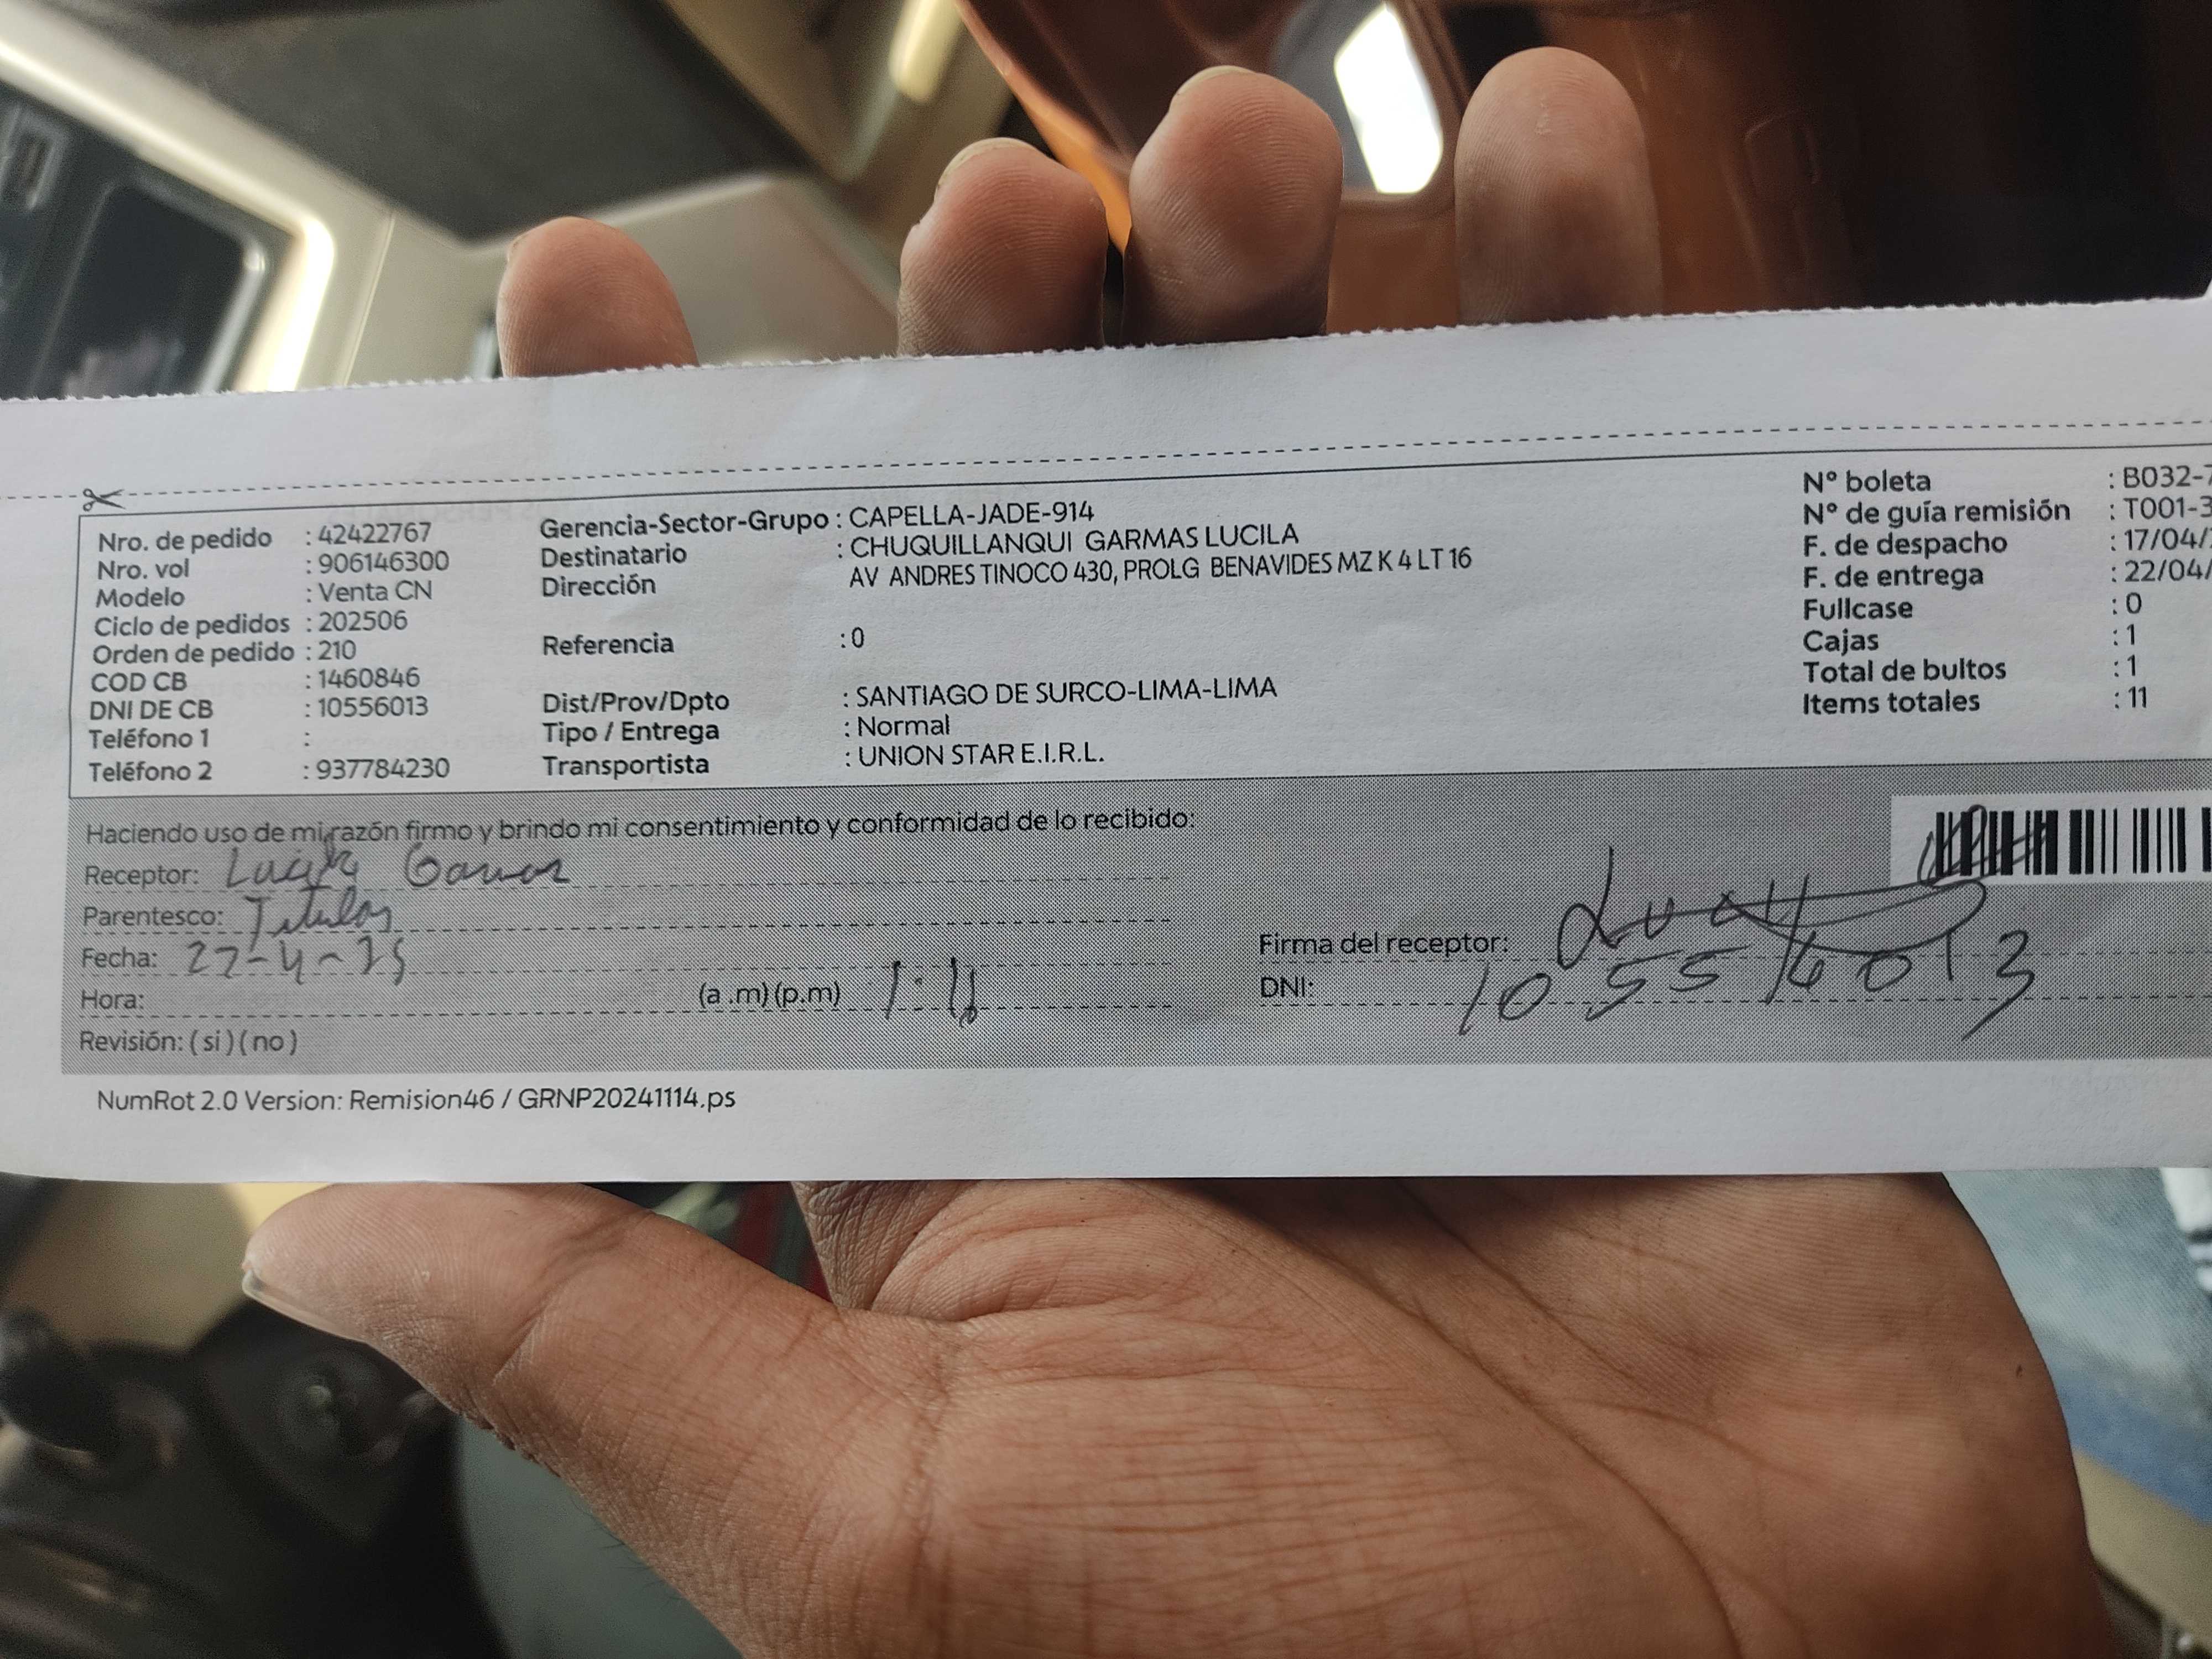 Nro. de pedido : 42422767
Nro. vol : 906146300
Modelo : Venta CN
Ciclo de pedidos : 202506
Orden de pedido : 210
COD CB : 1460846
DNI DE CB : 10556013
Teléfono 1 :
Teléfono 2 : 937784230
Gerencia-Sector-Grupo : CAPELLA-JADE-914
Destinatario : CHUQUILLANQUI GARMAS LUCILA
Dirección AV ANDRES TINOCO 430, PROLG BENAVIDES MZ K 4 LT 16
Referencia : 0
Dist/Prov/Dpto : SANTIAGO DE SURCO-LIMA-LIMA
Tipo / Entrega : Normal
Transportista : UNION STAR E.I.R.L.
N° boleta : B032-7
N° de guía remisión : T001-3
F. de despacho : 17/04/
F. de entrega : 22/04/
Fullcase : 0
Cajas : 1
Total de bultos : 1
Items totales : 11
Haciendo uso de mi razón firmo y brindo mi consentimiento y conformidad de lo recibido:
Receptor: Lucila
Parentesco: Titular
Fecha:
Hora: (a .m) (p.m)
Revisión: ( si ) ( no )
Firma del receptor:
DNI: 10556013
NumRot 2.0 Version: Remision46 / GRNP20241114.ps